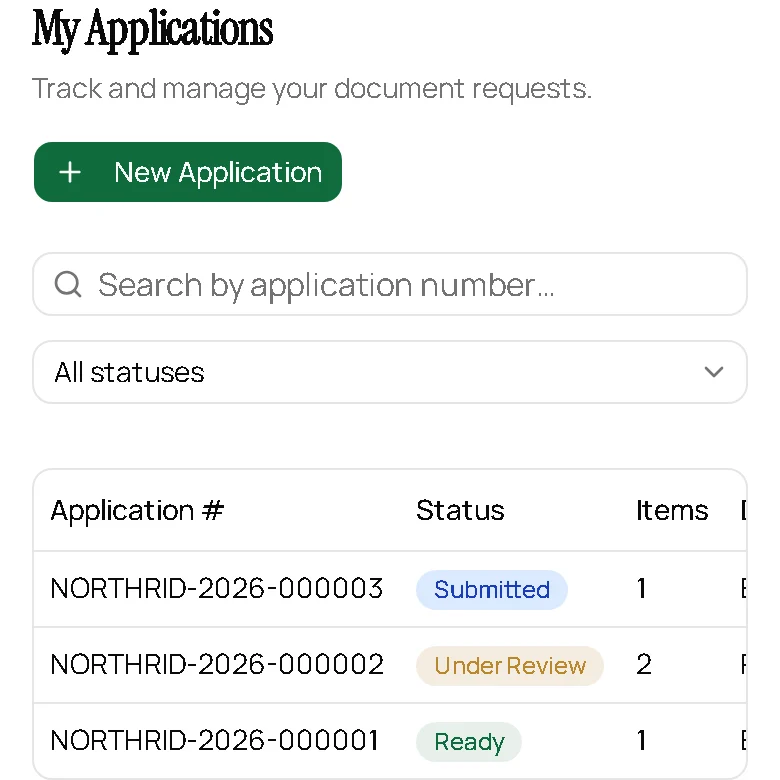 My Applications
Track and manage your document requests.
+ New Application
Search by application number...
All statuses
Application # Status Items
NORTHRID-2026-000003 Submitted 1
NORTHRID-2026-000002 Under Review 2
NORTHRID-2026-000001 Ready 1